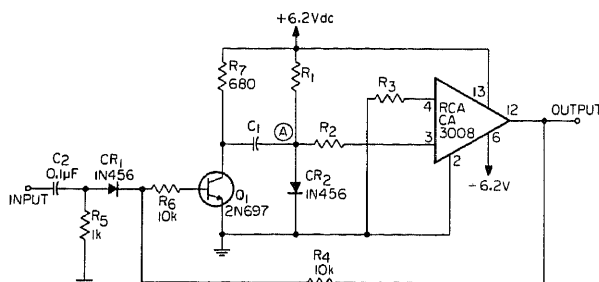 +6.2Vdc
R7
680
R1
R3
4
RCA
CA
3008
13
12
OUTPUT
C1
A
R2
3
2
6
-6.2V
C2
0.1μF
CR1
1N456
Q1
2N697
CR2
1N456
INPUT
R5
1k
R6
10k
R4
10k